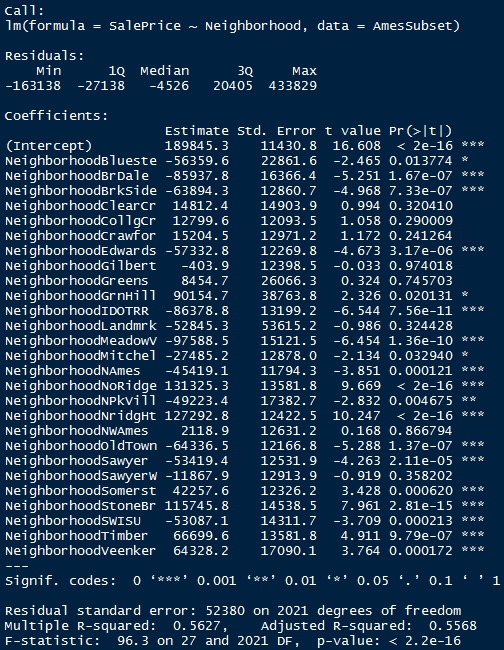 Call:
lm(formula = SalePrice ~ Neighborhood, data = AmesSubset)
Residuals:
Min 1Q Median 3Q Max
-163138 -27138 -4526 20405 433829
Coefficients:
Estimate Std. Error t value Pr(>|t|)
(Intercept) 189845.3 11430.8 16.608 < 2e-16 ***
NeighborhoodBlueste -56359.6 22861.6 -2.465 0.013774 *
NeighborhoodBrDale -85937.8 16366.4 -5.251 1.67e-07 ***
NeighborhoodBrkSide -63894.3 12860.7 -4.968 7.33e-07 ***
NeighborhoodClearCr 14812.4 14903.9 0.994 0.320410
NeighborhoodCollgCr 12799.6 12093.5 1.058 0.290009
NeighborhoodCrawfor 15204.5 12971.2 1.172 0.241264
NeighborhoodEdwards -57332.8 12269.8 -4.673 3.17e-06 ***
NeighborhoodGilbert -403.9 12398.5 -0.033 0.974018
NeighborhoodGreens 8454.7 26066.3 0.324 0.745703
NeighborhoodGrnHill 90154.7 38763.8 2.326 0.020131 *
NeighborhoodIDOTRR -86378.8 13199.2 -6.544 7.56e-11 ***
NeighborhoodLandmrk -52845.3 53615.2 -0.986 0.324428
NeighborhoodMeadowV -97588.5 15121.5 -6.454 1.36e-10 ***
NeighborhoodMitchel -27485.2 12878.0 -2.134 0.032940 *
NeighborhoodNAmes -45419.1 11794.3 -3.851 0.000121 ***
NeighborhoodNoRidge 131325.3 13581.8 9.669 < 2e-16 ***
NeighborhoodNPkVill -49223.4 17382.7 -2.832 0.004675 **
NeighborhoodNridgHt 127292.8 12422.5 10.247 < 2e-16 ***
NeighborhoodNWAmes 2118.9 12631.2 0.168 0.866794
NeighborhoodOldTown -64336.5 12166.8 -5.288 1.37e-07 ***
NeighborhoodSawyer -53419.4 12531.9 -4.263 2.11e-05 ***
NeighborhoodSawyerW -11867.9 12913.9 -0.919 0.358202
NeighborhoodSomerst 42257.6 12326.2 3.428 0.000620 ***
NeighborhoodStoneBr 115745.8 14538.5 7.961 2.81e-15 ***
NeighborhoodSWISU -53087.1 14311.7 -3.709 0.000213 ***
NeighborhoodTimber 66699.6 13581.8 4.911 9.79e-07 ***
NeighborhoodVeenker 64328.2 17090.1 3.764 0.000172 ***
---
Signif. codes: 0 ‘***’ 0.001 ‘**’ 0.01 ‘*’ 0.05 ‘.’ 0.1 ‘ ’ 1
Residual standard error: 52380 on 2021 degrees of freedom
Multiple R-squared: 0.5627, Adjusted R-squared: 0.5568
F-statistic: 96.3 on 27 and 2021 DF, p-value: < 2.2e-16